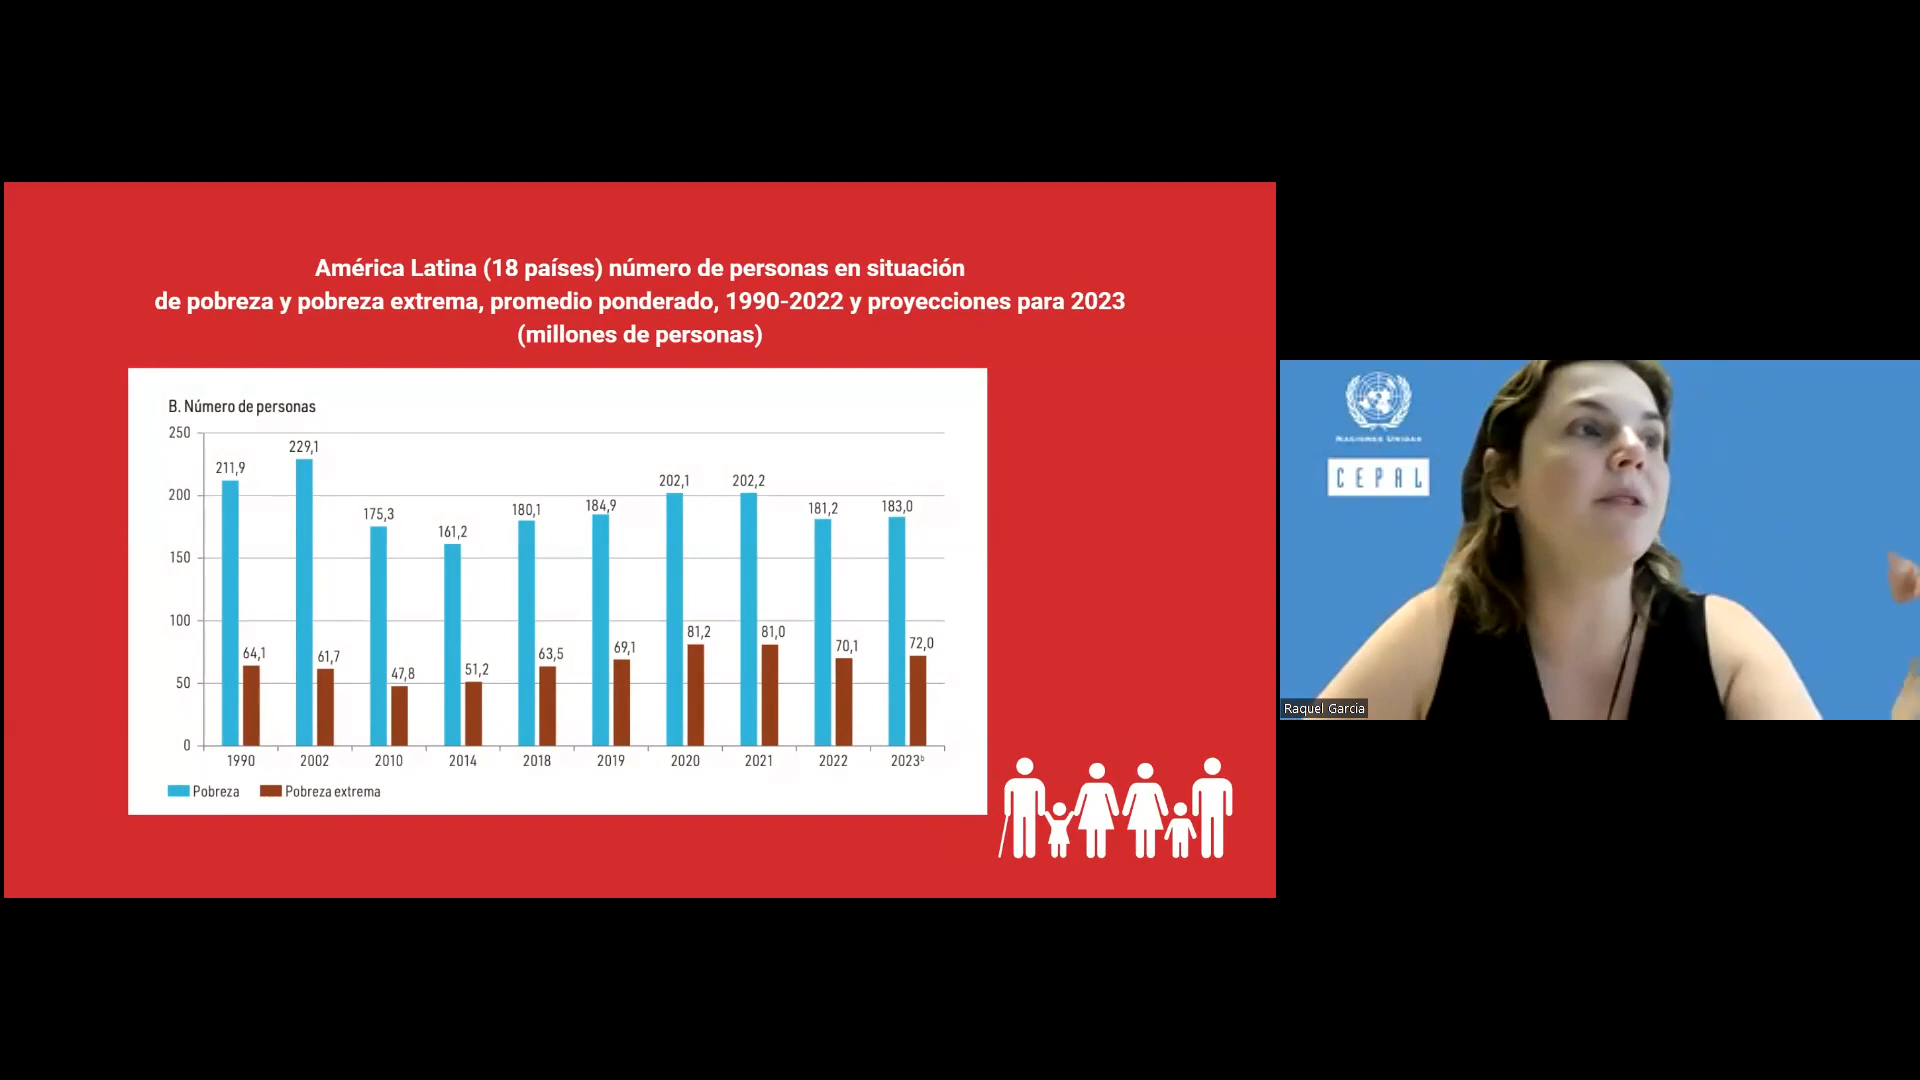 América Latina (18 países) número de personas en situación
de pobreza y pobreza extrema, promedio ponderado, 1990-2022 y proyecciones para 2023
(millones de personas)
B. Número de personas
250
200
150
100
50
0
211,9
64,1
229,1
61,7
175,3
47,8
161,2
51,2
180,1
63,5
184,9
69,1
202,1
81,2
202,2
81,0
181,2
70,1
183,0
72,0
1990 2002 2010 2014 2018 2019 2020 2021 2022 2023ᵇ
Pobreza Pobreza extrema
NACIONES UNIDAS
CEPAL
Raquel Garcia